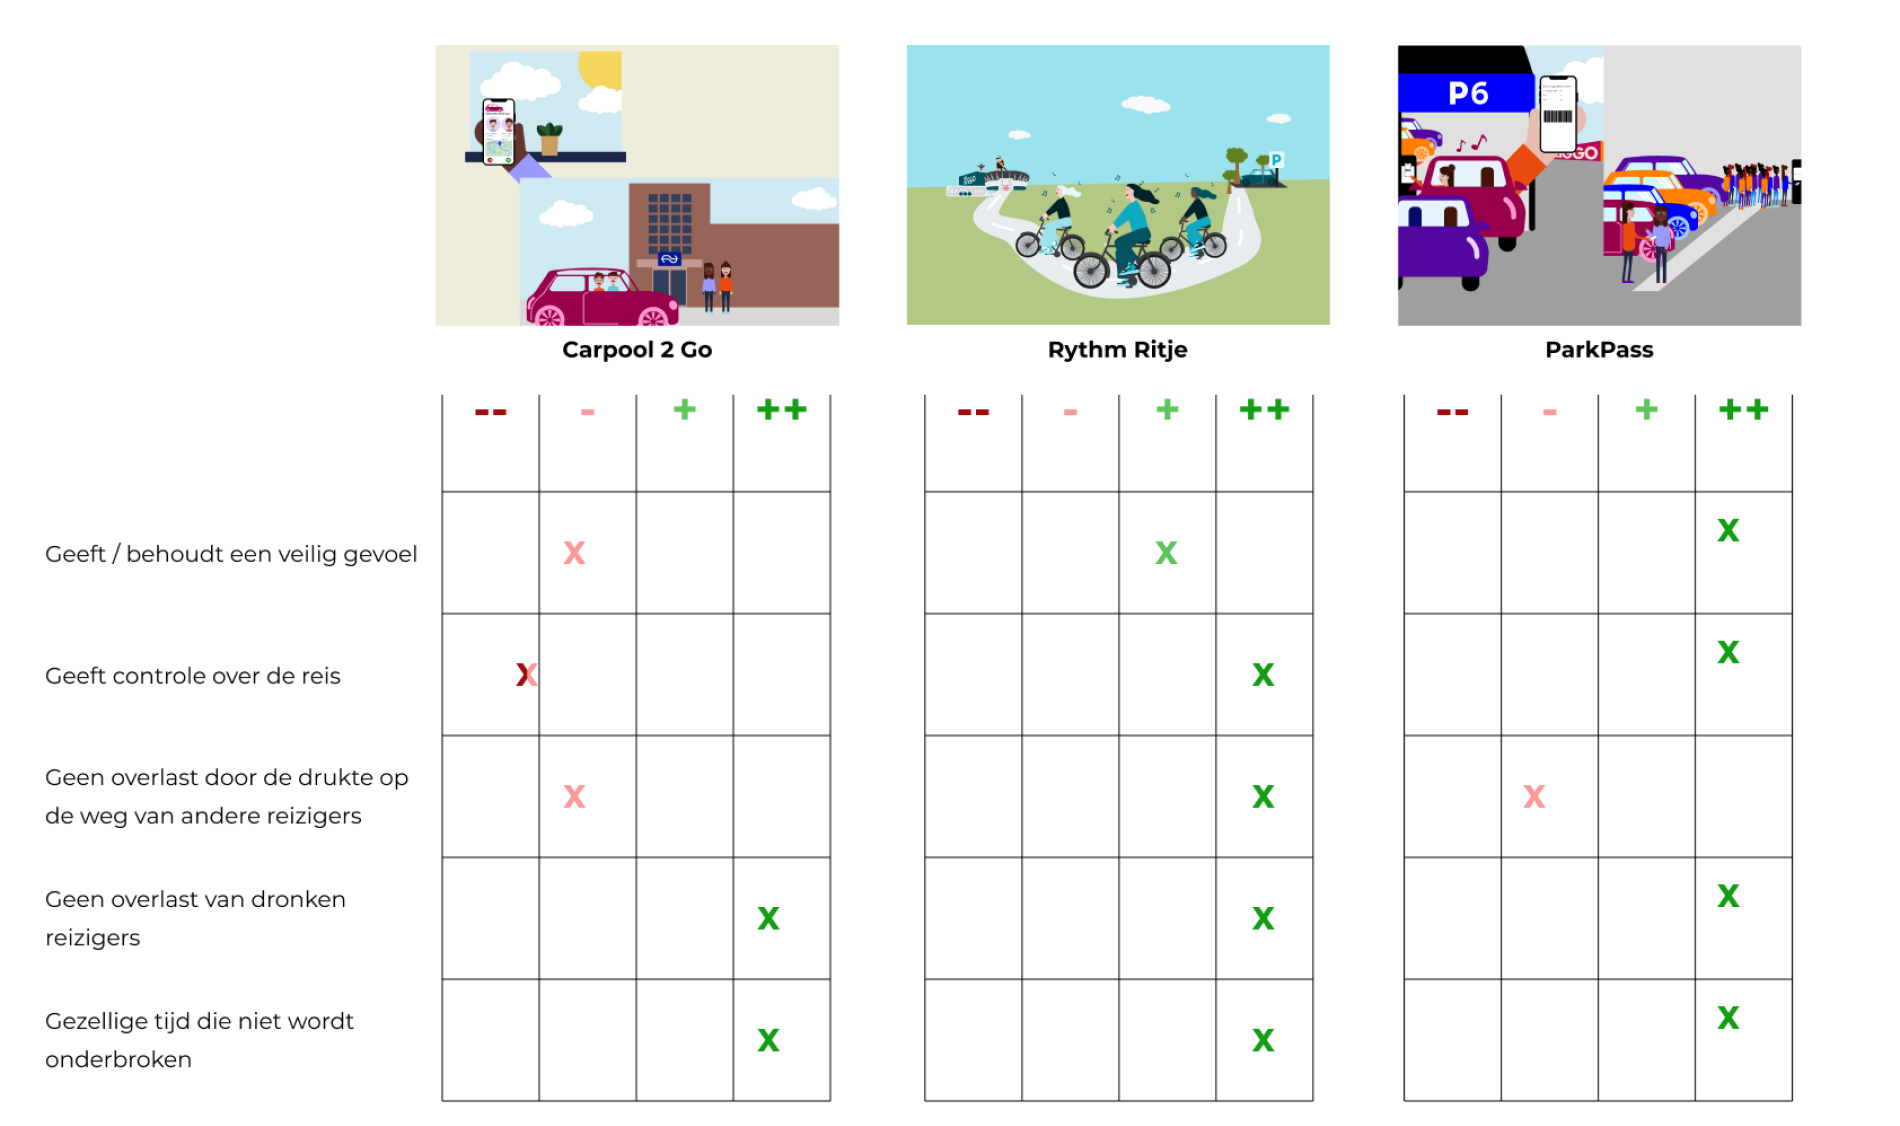 P6
P
Carpool 2 Go
Rythm Ritje
ParkPass
-- - + ++
-- - + ++
-- - + ++
Geeft / behoudt een veilig gevoel
X
X
X
Geeft controle over de reis
X
X
X
Geen overlast door de drukte op
de weg van andere reizigers
X
X
X
Geen overlast van dronken
reizigers
X
X
X
Gezellige tijd die niet wordt
onderbroken
X
X
X